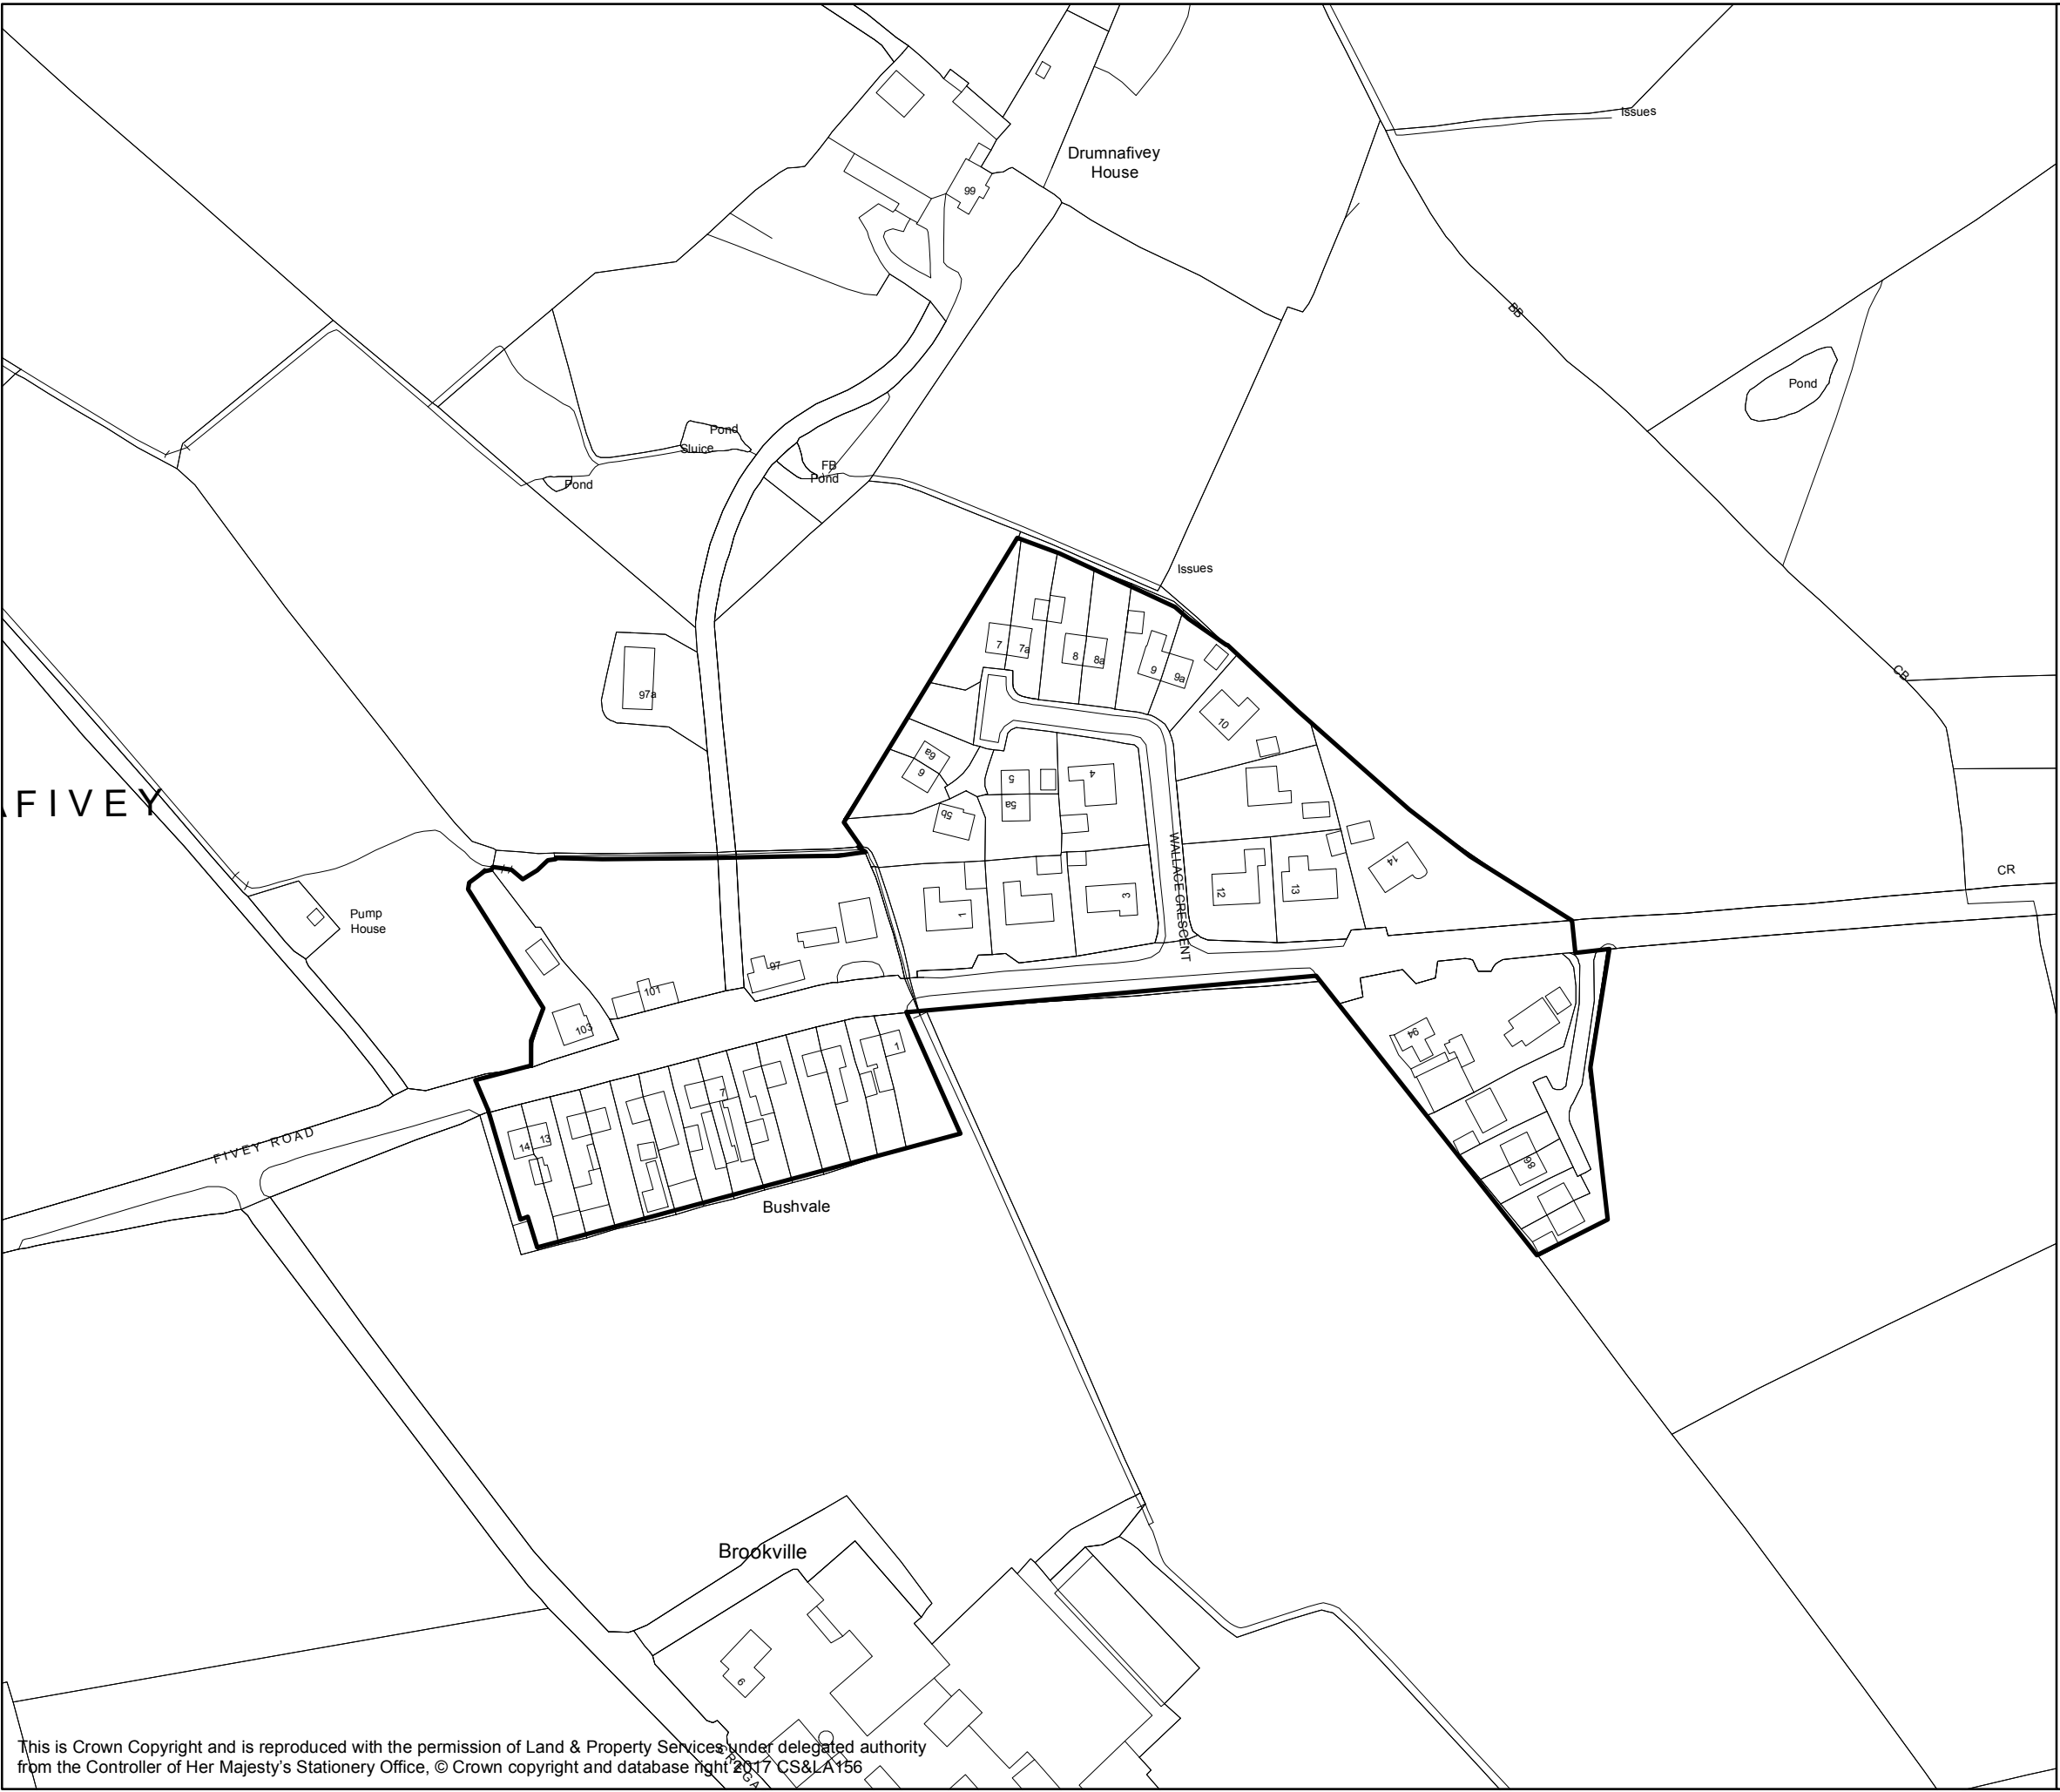 Issues
Drumnafivey
House
99
BB
Pond
Pond
Sluice
FB
Pond
Pond
Issues
7
7a
8
8a
9
9a
CB
97a
10
6a
6
5
4
5a
5b
AFIVEY
WALLACE CRESCENT
14
CR
3
12
13
1
Pump
House
97
101
103
94
1
7
FIVEY ROAD
14
13
98
Bushvale
Brookville
6
This is Crown Copyright and is reproduced with the permission of Land & Property Services under delegated authority
from the Controller of Her Majesty's Stationery Office, © Crown copyright and database right 2017 CS&LA156